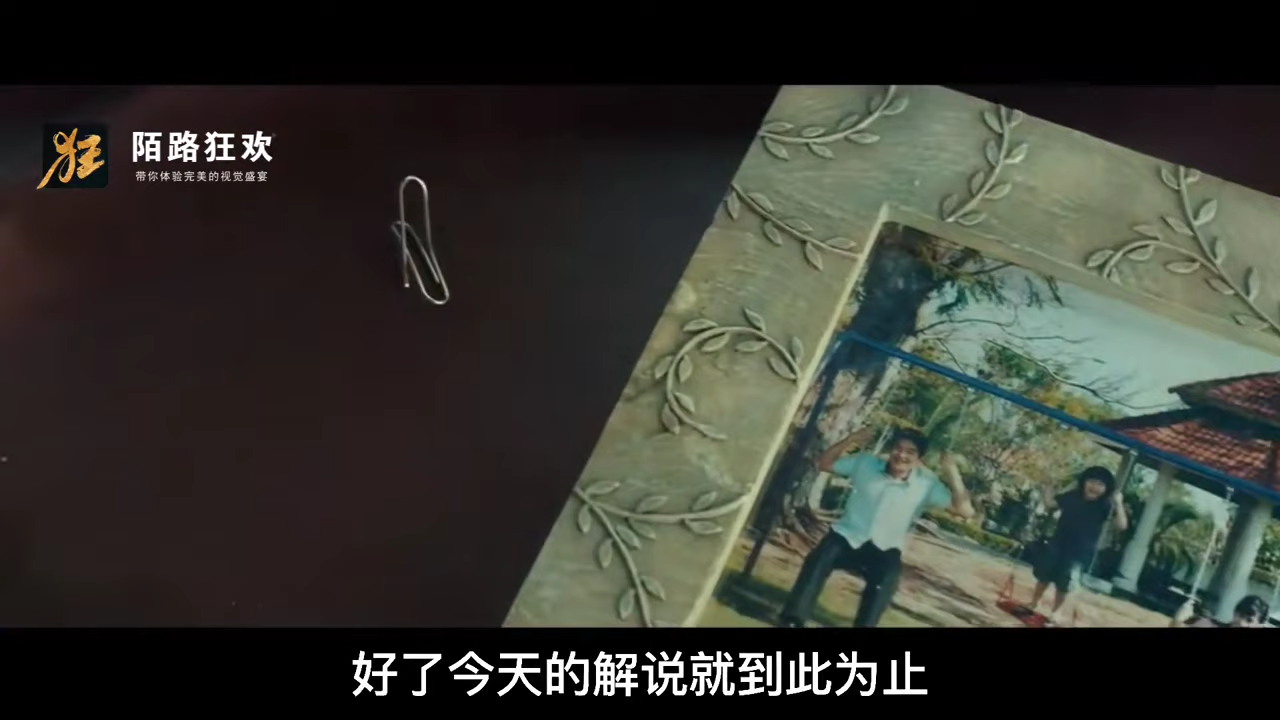 狂
陌路狂欢
带你体验完美的视觉盛宴
好了今天的解说就到此为止